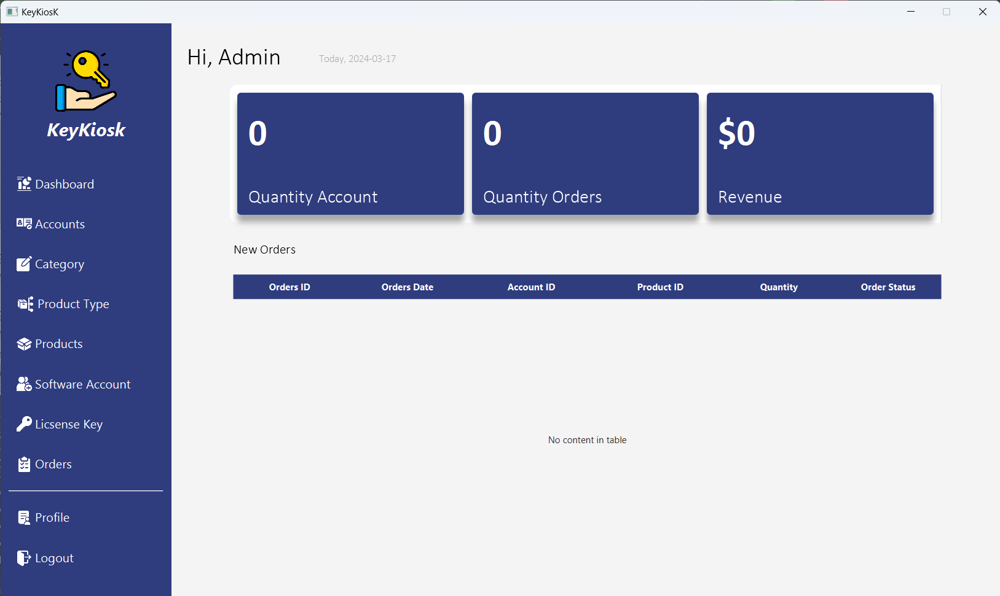 KeyKiosK
KeyKiosk
Dashboard
Accounts
Category
Product Type
Products
Software Account
Licsense Key
Orders
Profile
Logout
Hi, Admin
Today, 2024-03-17
0
Quantity Account
0
Quantity Orders
$0
Revenue
New Orders
Orders ID Orders Date Account ID Product ID Quantity Order Status
No content in table